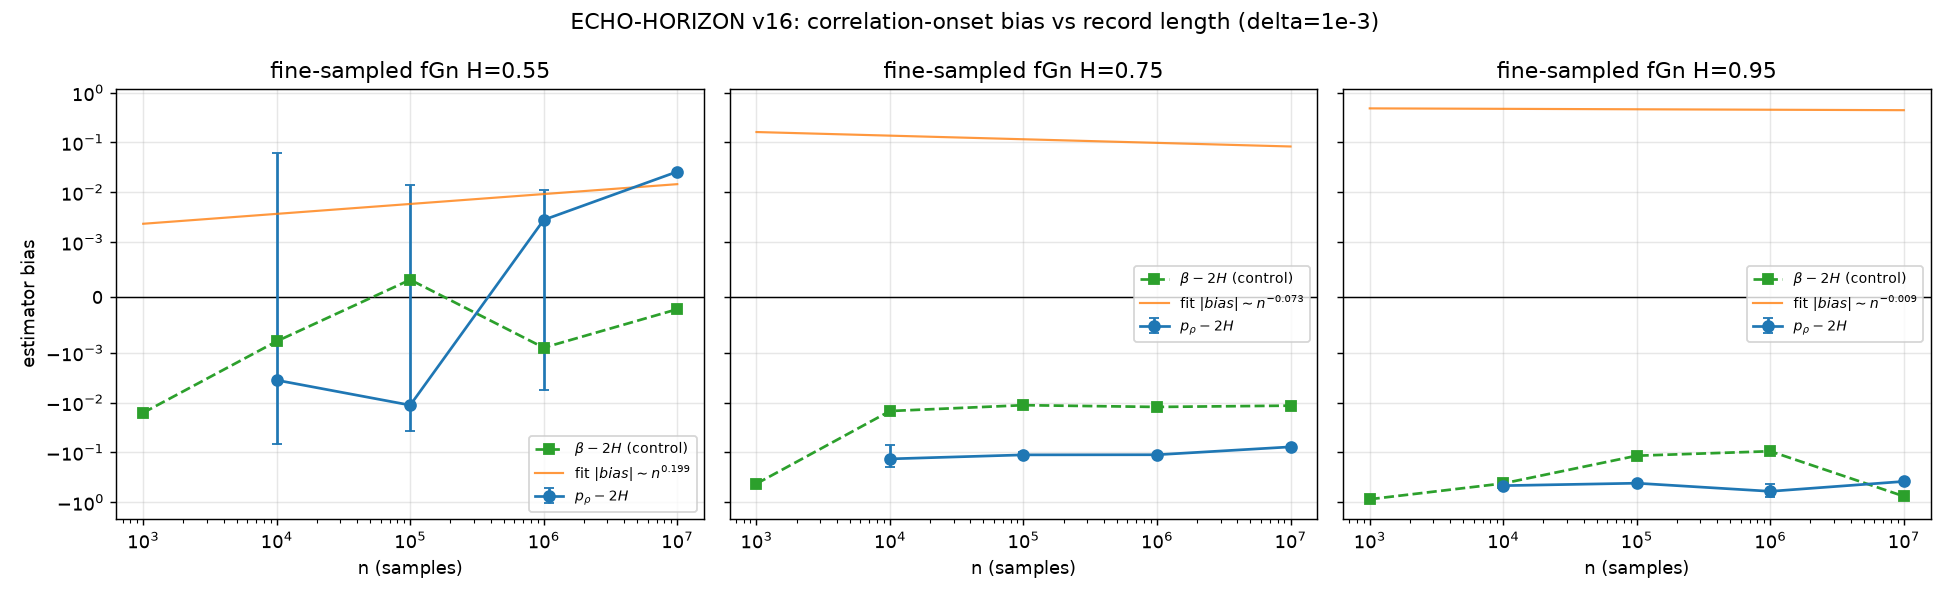 ECHO-HORIZON v16: correlation-onset bias vs record length (delta=1e-3)
fine-sampled fGn H=0.55
fine-sampled fGn H=0.75
fine-sampled fGn H=0.95
estimator bias
10⁰
10⁻¹
10⁻²
10⁻³
0
−10⁻³
−10⁻²
−10⁻¹
−10⁰
β − 2H (control)
fit |bias| ~ n^0.199
pρ − 2H
10³ 10⁴ 10⁵ 10⁶ 10⁷
n (samples)
β − 2H (control)
fit |bias| ~ n^−0.073
pρ − 2H
10³ 10⁴ 10⁵ 10⁶ 10⁷
n (samples)
β − 2H (control)
fit |bias| ~ n^−0.009
pρ − 2H
10³ 10⁴ 10⁵ 10⁶ 10⁷
n (samples)